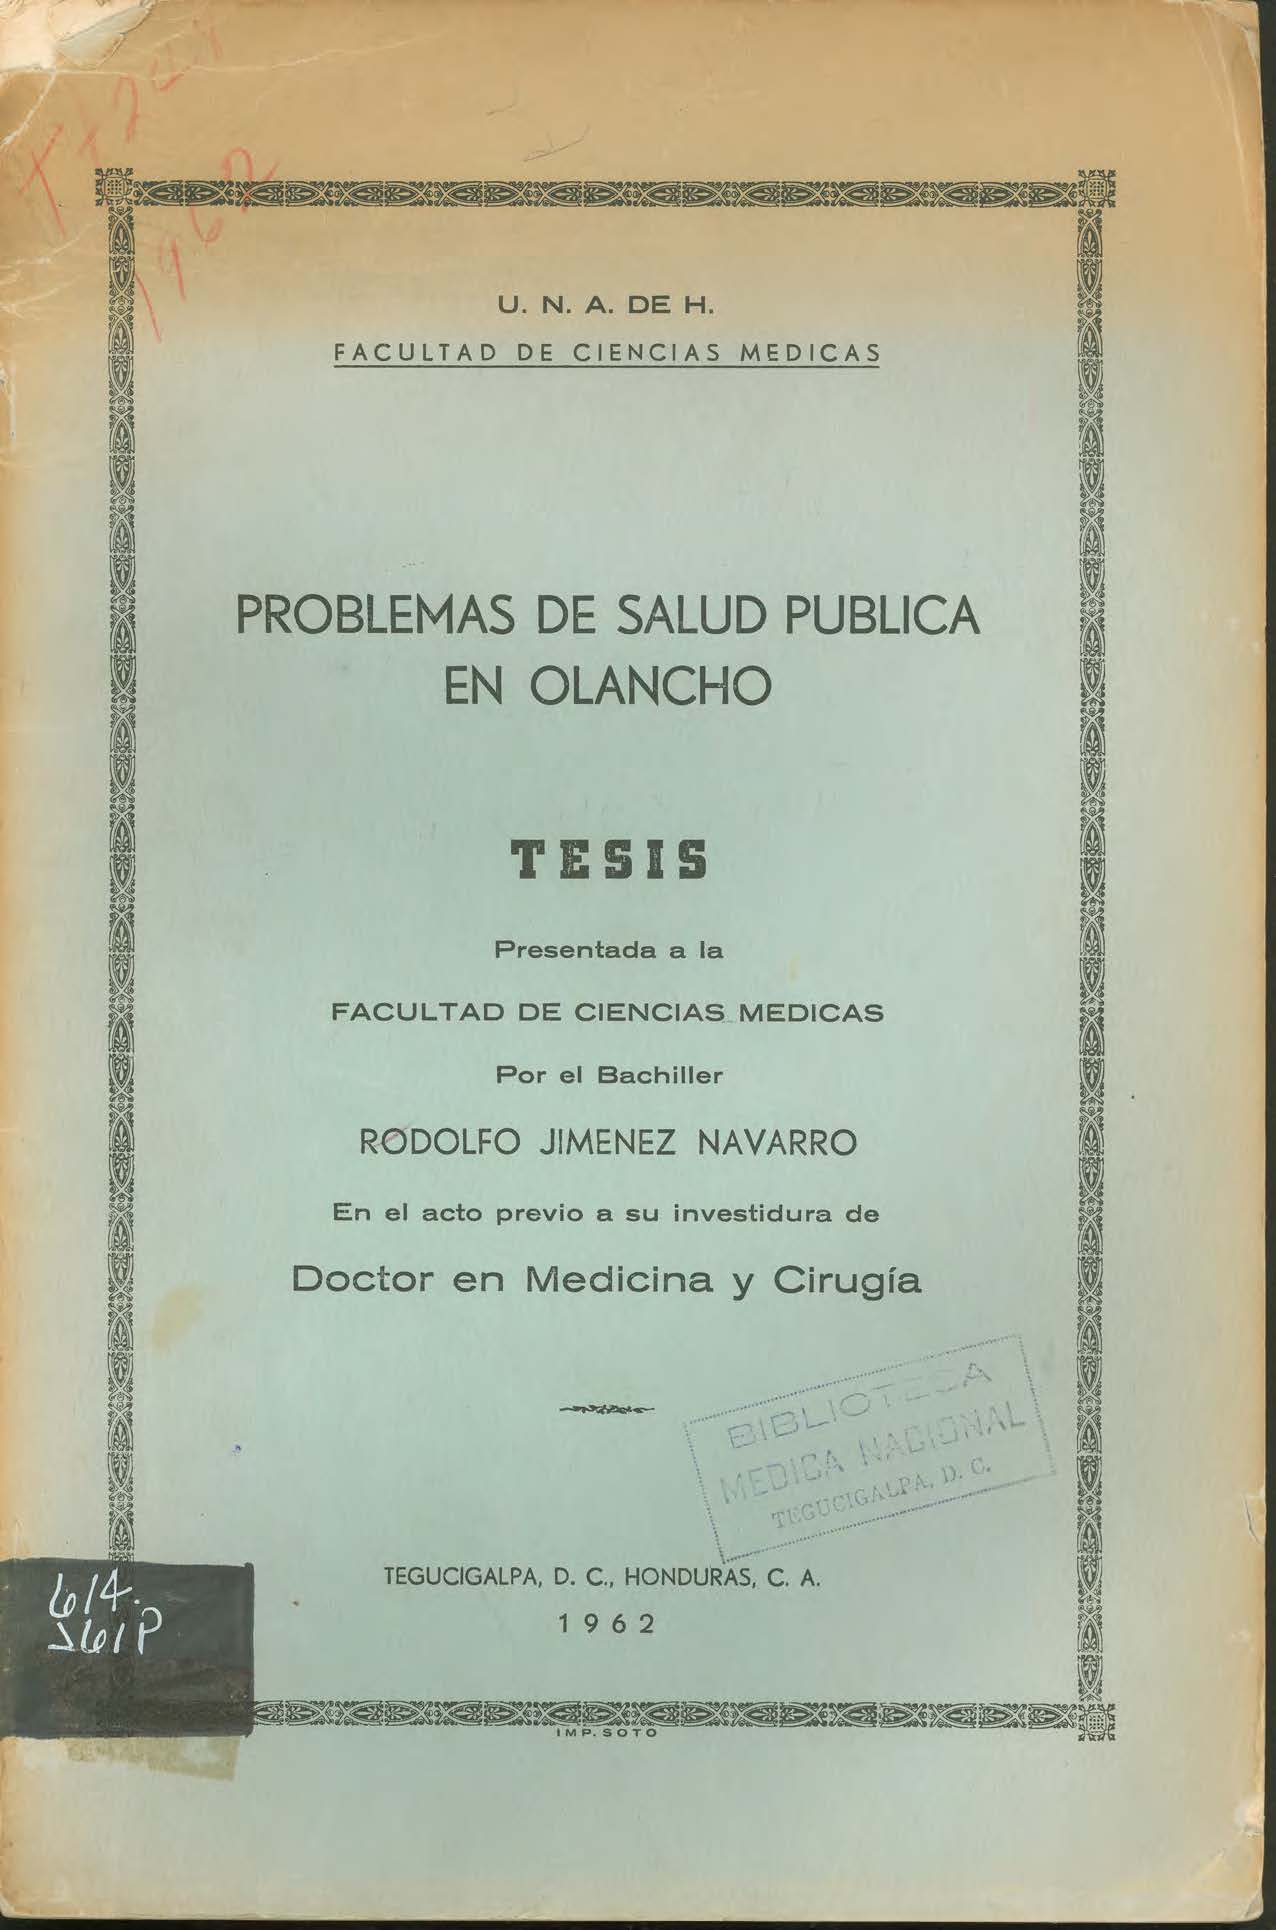 1962
U. N. A. DE H.
FACULTAD DE CIENCIAS MEDICAS
PROBLEMAS DE SALUD PUBLICA
EN OLANCHO
TESIS
Presentada a la
FACULTAD DE CIENCIAS MEDICAS
Por el Bachiller
RODOLFO JIMENEZ NAVARRO
En el acto previo a su investidura de
Doctor en Medicina y Cirugía
BIBLIOTECA
MEDICA NACIONAL
TEGUCIGALPA, D. C.
TEGUCIGALPA, D. C., HONDURAS, C. A.
1962
614.
J61P
IMP. SOTO